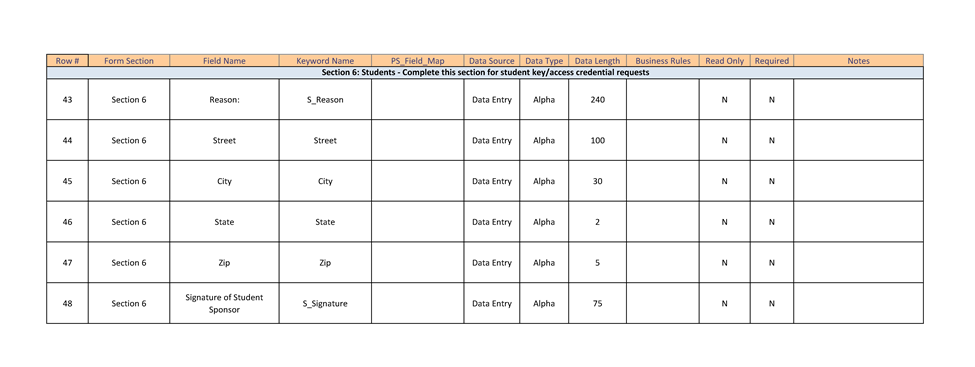 Row # Form Section Field Name Keyword Name PS_Field_Map Data Source Data Type Data Length Business Rules Read Only Required Notes
Section 6: Students - Complete this section for student key/access credential requests
43 Section 6 Reason: S_Reason Data Entry Alpha 240 N N
44 Section 6 Street Street Data Entry Alpha 100 N N
45 Section 6 City City Data Entry Alpha 30 N N
46 Section 6 State State Data Entry Alpha 2 N N
47 Section 6 Zip Zip Data Entry Alpha 5 N N
48 Section 6 Signature of Student Sponsor S_Signature Data Entry Alpha 75 N N